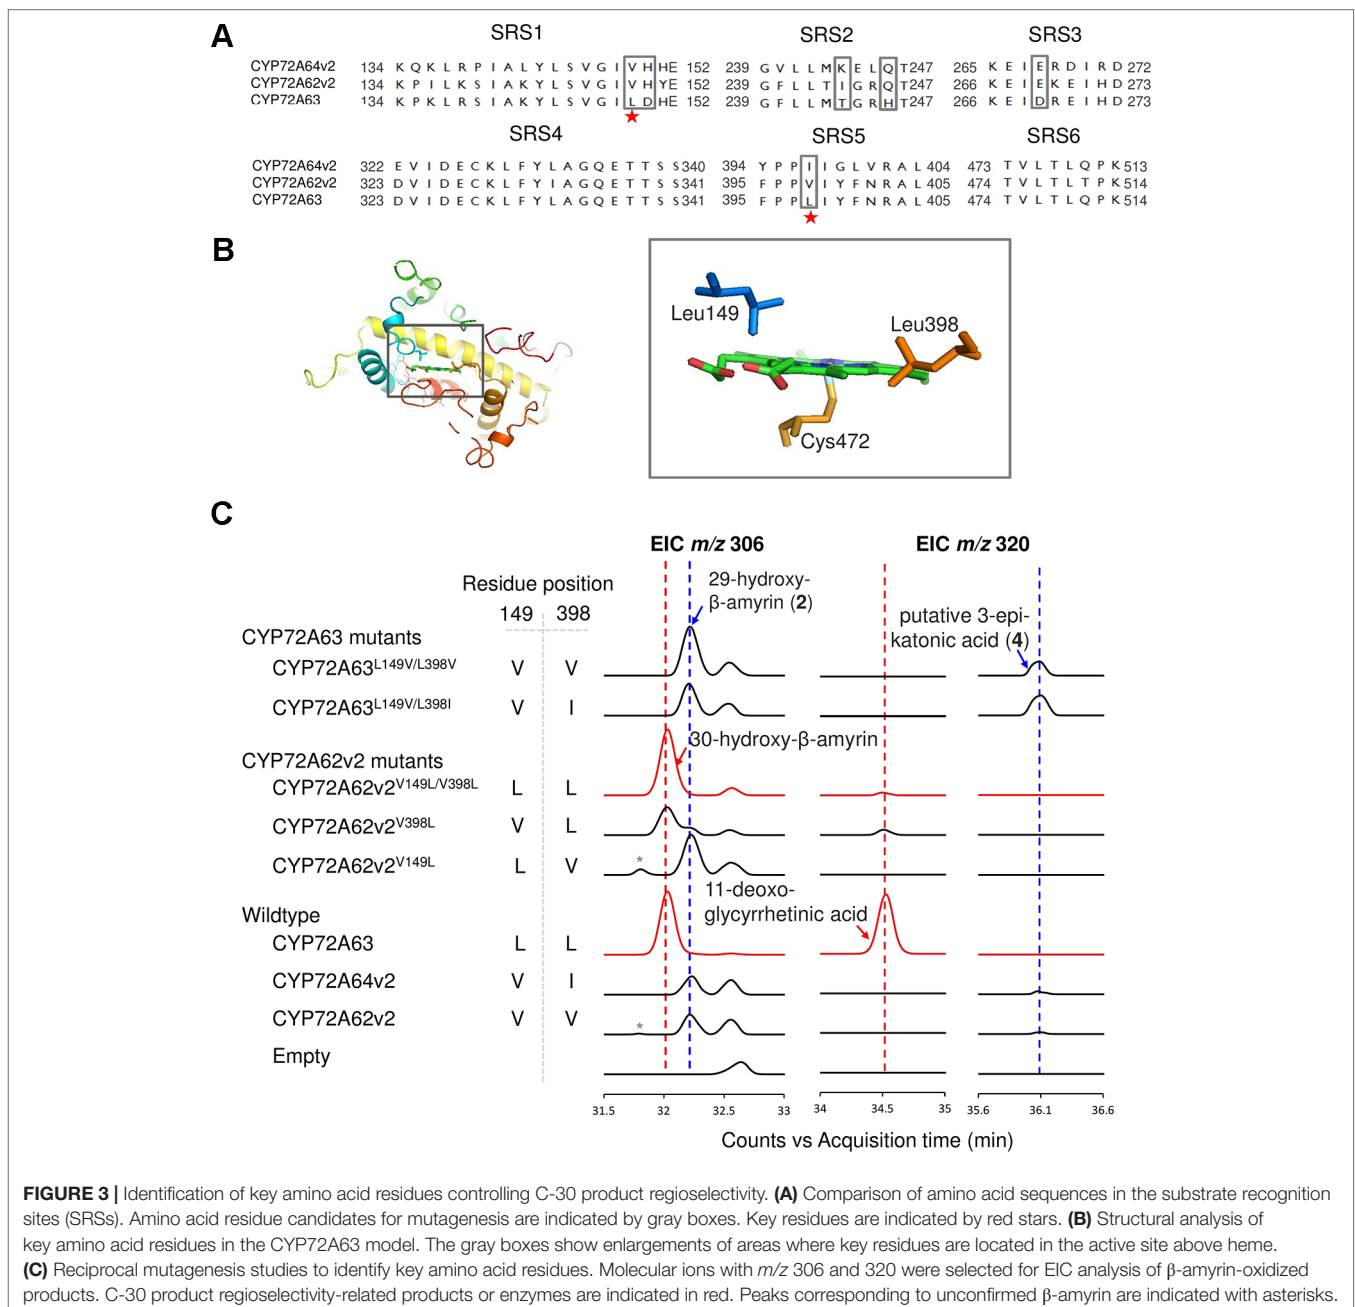 A
SRS1 SRS2 SRS3
CYP72A64v2 134 K Q K L R P I A L Y L S V G I V H H E 152 239 G V L L M K E L Q T 247 265 K E I E R D I R D 272
CYP72A62v2 134 K P I L K S I A K Y L S V G I V H Y E 152 239 G F L L T I G R Q T 247 266 K E I E K E I H D 273
CYP72A63 134 K P K L R S I A K Y L S V G I L D H E 152 239 G F L L M T G R H T 247 266 K E I D R E I H D 273
SRS4 SRS5 SRS6
CYP72A64v2 322 E V I D E C K L F Y L A G Q E T T S S 340 394 Y P P I I G L V R A L 404 473 T V L T L Q P K 513
CYP72A62v2 323 D V I D E C K L F Y I A G Q E T T S S 341 395 F P P V I Y F N R A L 405 474 T V L T L T P K 514
CYP72A63 323 D V I D E C K L F Y L A G Q E T T S S 341 395 F P P L I Y F N R A L 405 474 T V L T L Q P K 514
B
Leu149
Leu398
Cys472
C
EIC m/z 306 EIC m/z 320
Residue position
149 398
29-hydroxy-
β-amyrin (2)
putative 3-epi-
katonic acid (4)
CYP72A63 mutants
CYP72A63L149V/L398V V V
CYP72A63L149V/L398I V I
30-hydroxy-β-amyrin
CYP72A62v2 mutants
CYP72A62v2V149L/V398L L L
CYP72A62v2V398L V L
CYP72A62v2V149L L V
*
11-deoxo-
glycyrrhetinic acid
Wildtype
CYP72A63 L L
CYP72A64v2 V I
CYP72A62v2 V V
*
Empty
31.5 32 32.5 33 34 34.5 35 35.6 36.1 36.6
Counts vs Acquisition time (min)
FIGURE 3 | Identification of key amino acid residues controlling C-30 product regioselectivity. (A) Comparison of amino acid sequences in the substrate recognition
sites (SRSs). Amino acid residue candidates for mutagenesis are indicated by gray boxes. Key residues are indicated by red stars. (B) Structural analysis of
key amino acid residues in the CYP72A63 model. The gray boxes show enlargements of areas where key residues are located in the active site above heme.
(C) Reciprocal mutagenesis studies to identify key amino acid residues. Molecular ions with m/z 306 and 320 were selected for EIC analysis of β-amyrin-oxidized
products. C-30 product regioselectivity-related products or enzymes are indicated in red. Peaks corresponding to unconfirmed β-amyrin are indicated with asterisks.